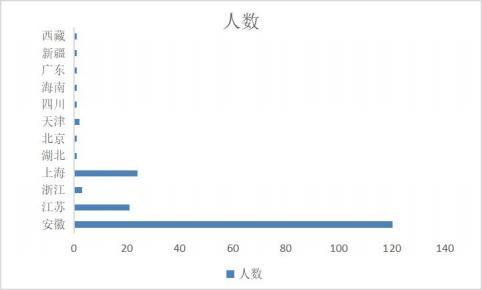 人数
西藏
新疆
广东
海南
四川
天津
北京
湖北
上海
浙江
江苏
安徽
0 20 40 60 80 100 120 140
人数